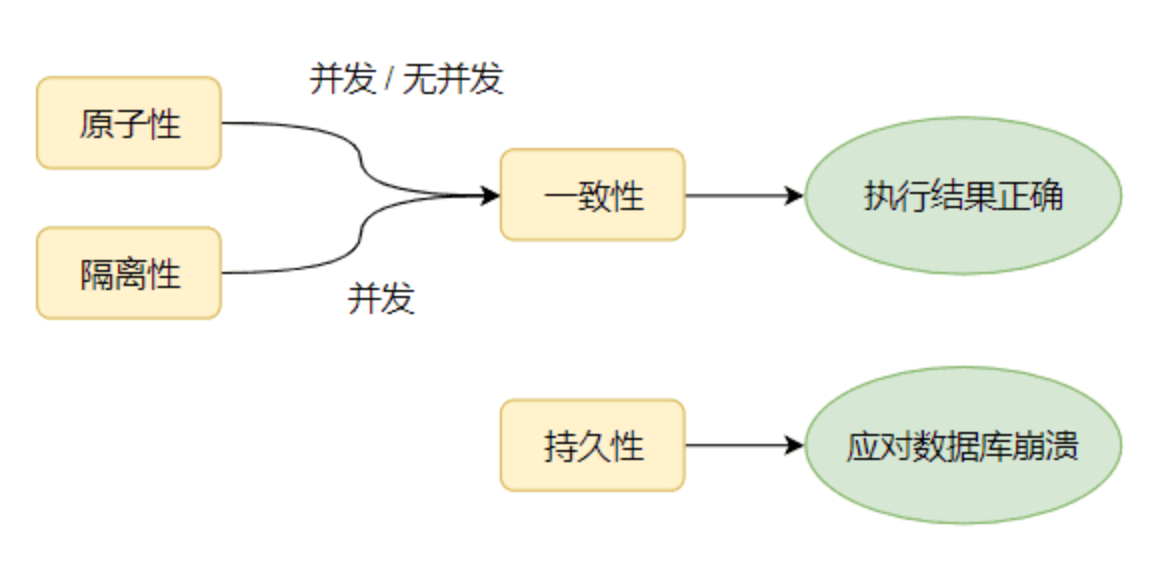 并发 / 无并发
原子性
一致性
执行结果正确
隔离性
并发
持久性
应对数据库崩溃